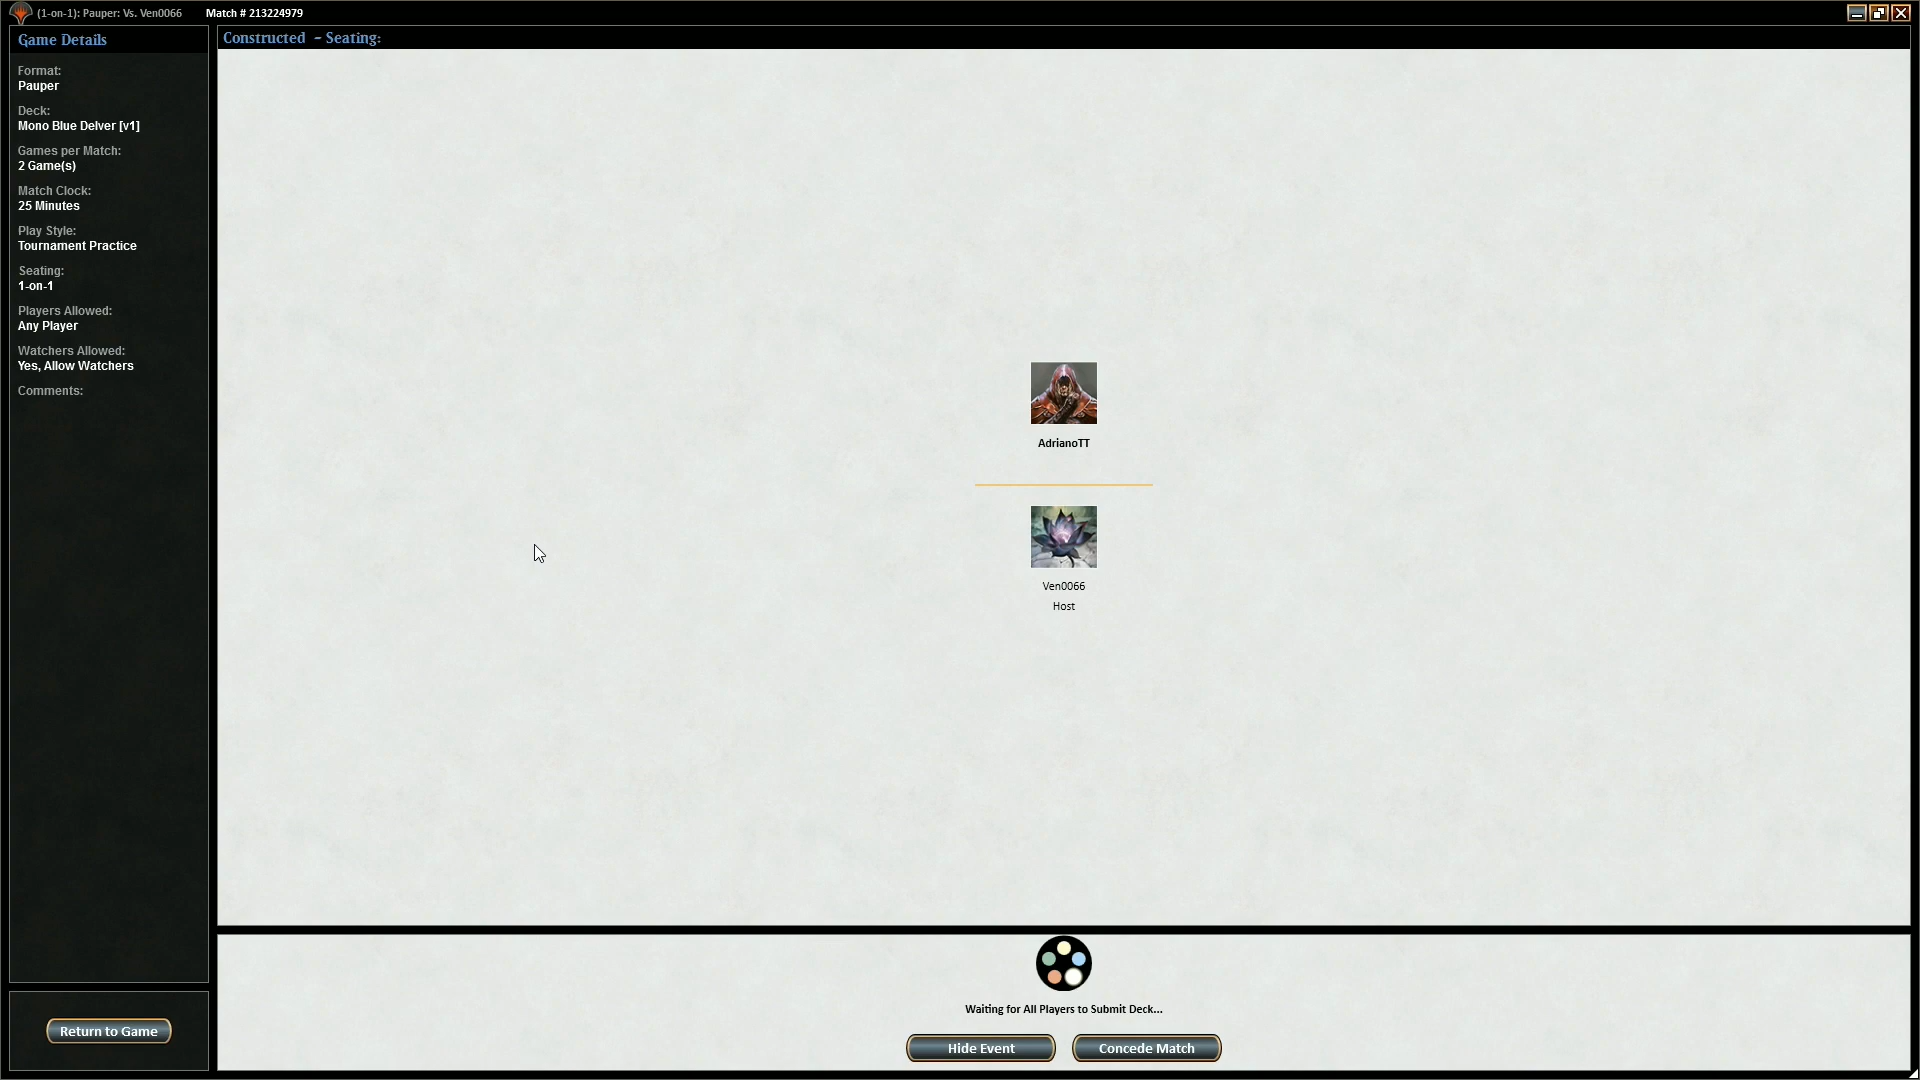 (1-on-1): Pauper: Vs. Ven0066 Match # 213224979
Game Details
Format:
Pauper
Deck:
Mono Blue Delver [v1]
Games per Match:
2 Game(s)
Match Clock:
25 Minutes
Play Style:
Tournament Practice
Seating:
1-on-1
Players Allowed:
Any Player
Watchers Allowed:
Yes, Allow Watchers
Comments:
Return to Game
Constructed - Seating:
AdrianoTT
Ven0066
Host
Waiting for All Players to Submit Deck...
Hide Event Concede Match